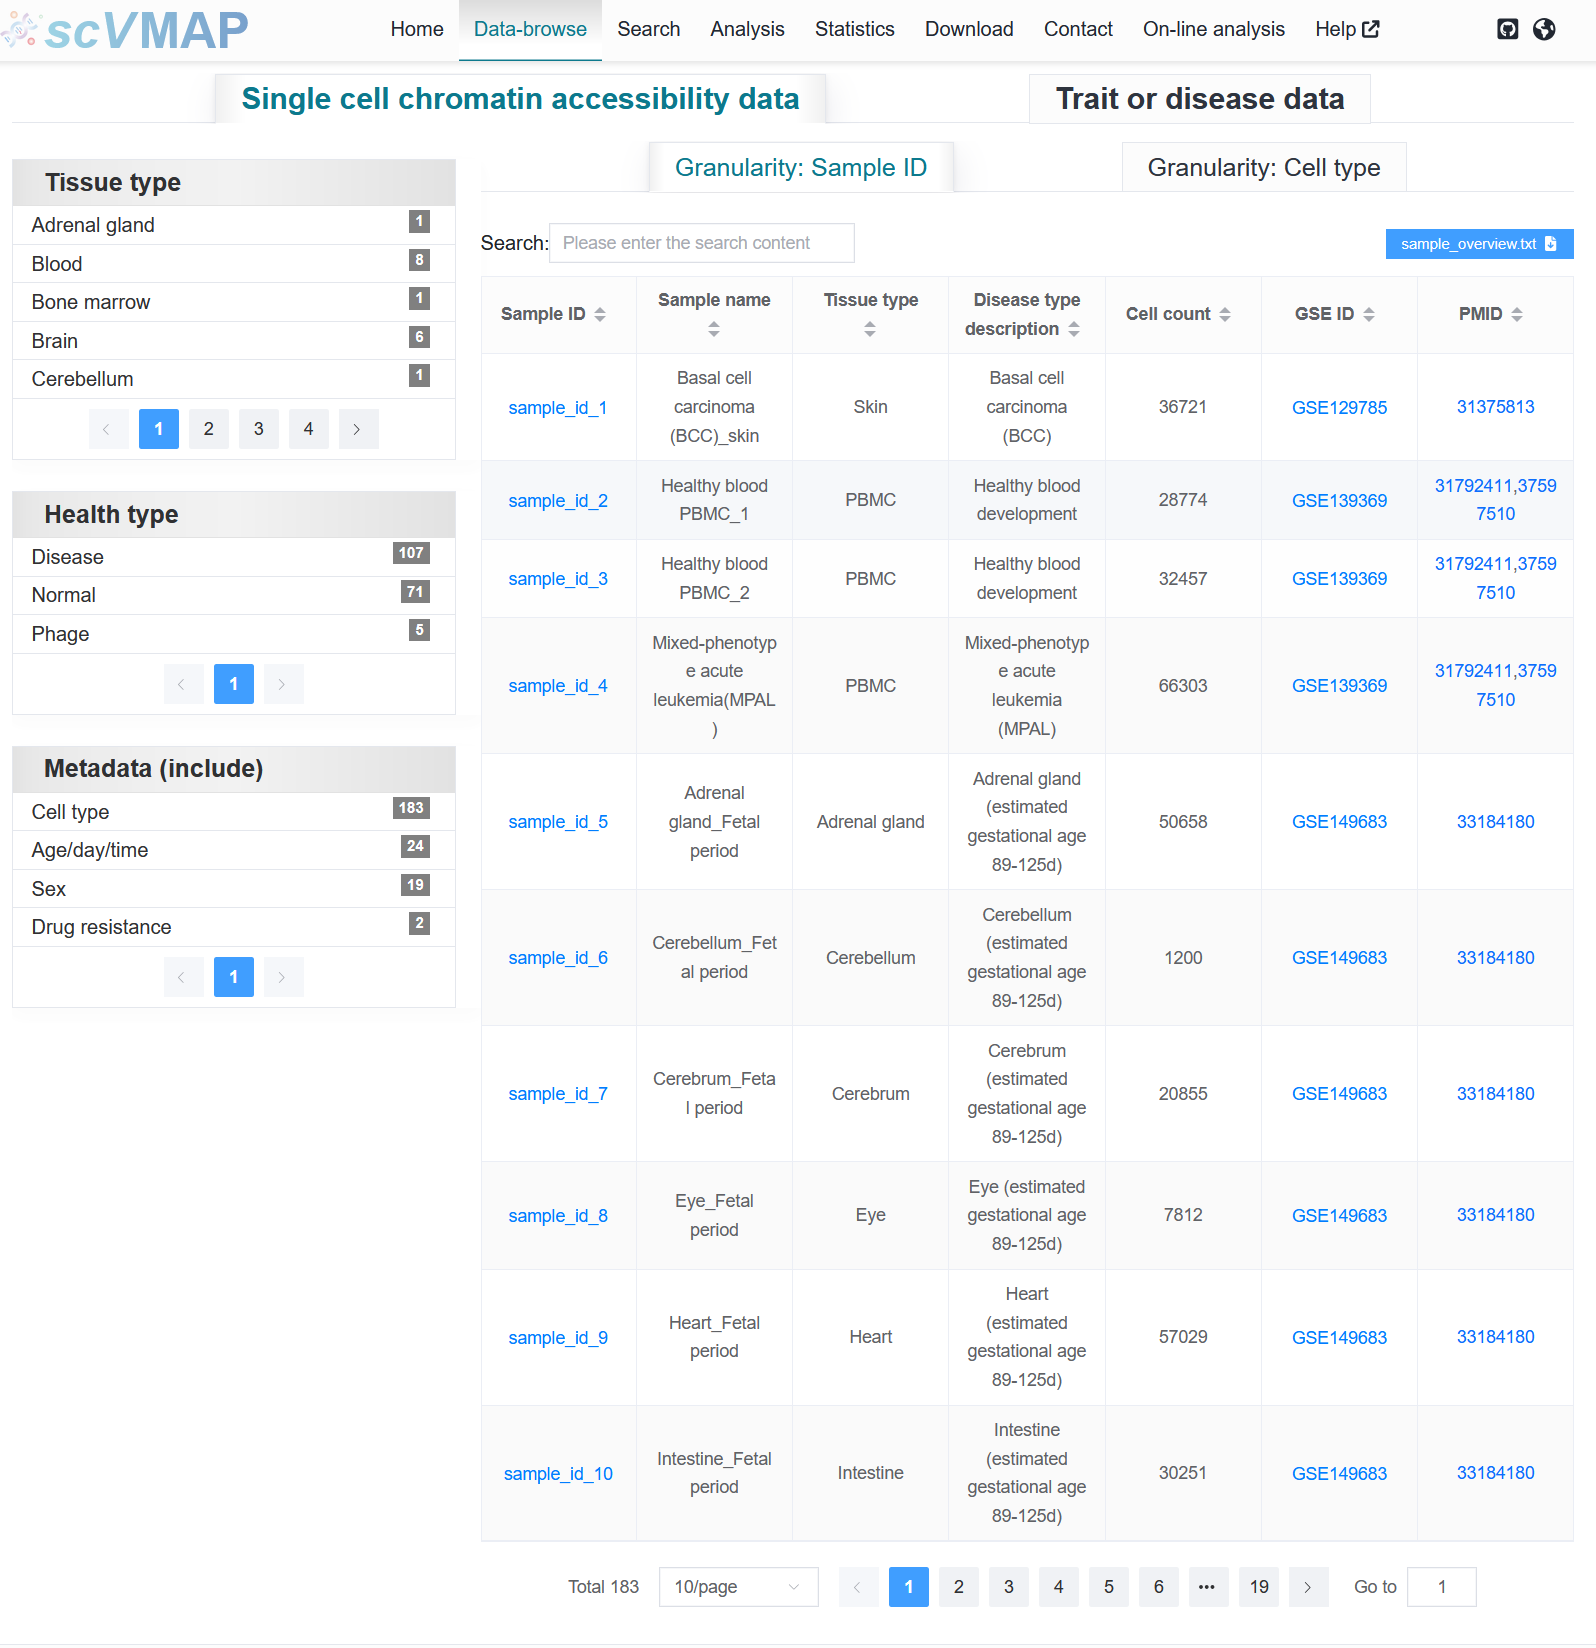 scVMAP
Home Data-browse Search Analysis Statistics Download Contact On-line analysis Help
Single cell chromatin accessibility data
Trait or disease data
Tissue type
Adrenal gland 1
Blood 8
Bone marrow 1
Brain 6
Cerebellum 1
1 2 3 4
Health type
Disease 107
Normal 71
Phage 5
1
Metadata (include)
Cell type 183
Age/day/time 24
Sex 19
Drug resistance 2
1
Granularity: Sample ID
Granularity: Cell type
Search: Please enter the search content
sample_overview.txt
Sample ID
Sample name
Tissue type
Disease type
description
Cell count
GSE ID
PMID
sample_id_1
Basal cell
carcinoma
(BCC)_skin
Skin
Basal cell
carcinoma
(BCC)
36721
GSE129785
31375813
sample_id_2
Healthy blood
PBMC_1
PBMC
Healthy blood
development
28774
GSE139369
31792411,3759
7510
sample_id_3
Healthy blood
PBMC_2
PBMC
Healthy blood
development
32457
GSE139369
31792411,3759
7510
sample_id_4
Mixed-phenotyp
e acute
leukemia(MPAL
)
PBMC
Mixed-phenotyp
e acute
leukemia
(MPAL)
66303
GSE139369
31792411,3759
7510
sample_id_5
Adrenal
gland_Fetal
period
Adrenal gland
Adrenal gland
(estimated
gestational age
89-125d)
50658
GSE149683
33184180
sample_id_6
Cerebellum_Fet
al period
Cerebellum
Cerebellum
(estimated
gestational age
89-125d)
1200
GSE149683
33184180
sample_id_7
Cerebrum_Feta
l period
Cerebrum
Cerebrum
(estimated
gestational age
89-125d)
20855
GSE149683
33184180
sample_id_8
Eye_Fetal
period
Eye
Eye (estimated
gestational age
89-125d)
7812
GSE149683
33184180
sample_id_9
Heart_Fetal
period
Heart
Heart
(estimated
gestational age
89-125d)
57029
GSE149683
33184180
sample_id_10
Intestine_Fetal
period
Intestine
Intestine
(estimated
gestational age
89-125d)
30251
GSE149683
33184180
Total 183 10/page 1 2 3 4 5 6 ••• 19 Go to 1